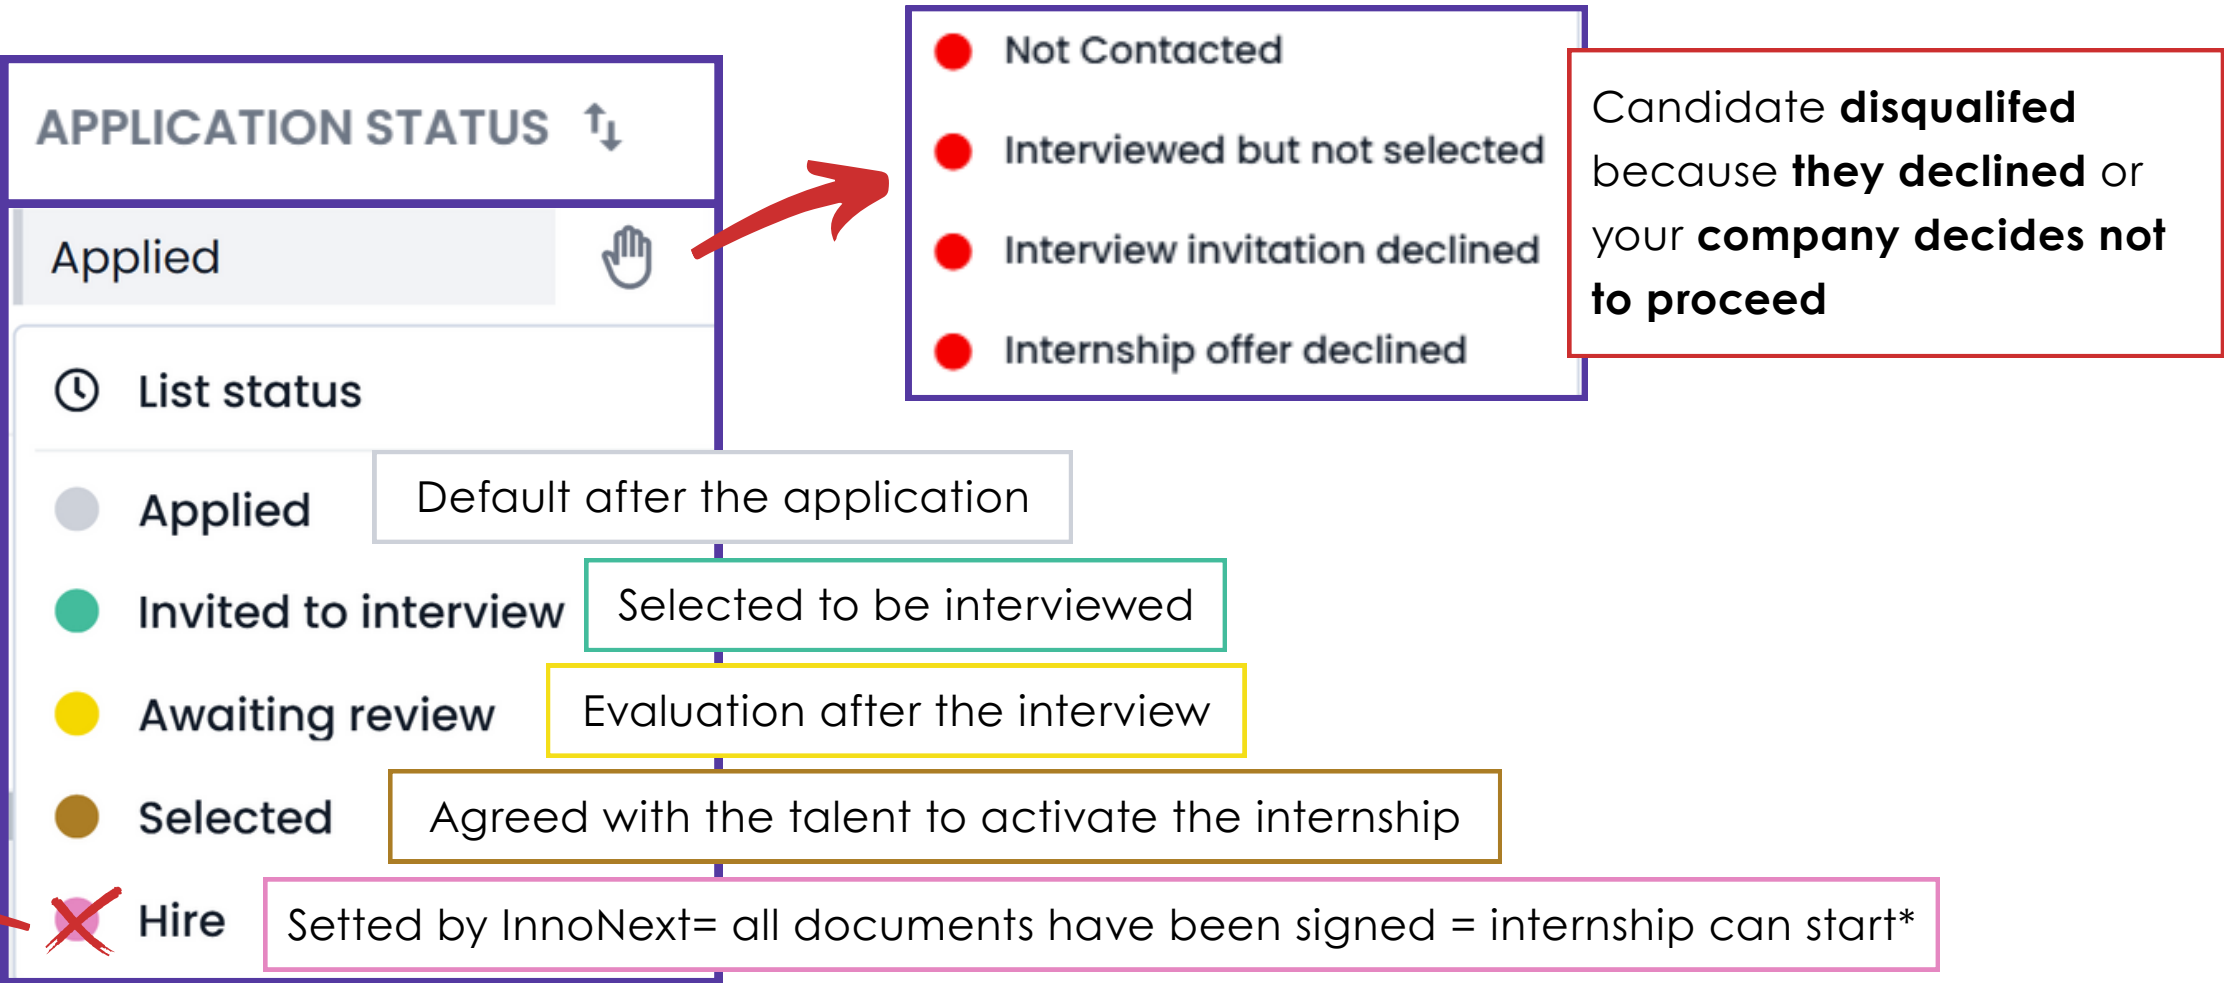 APPLICATION STATUS
Applied
List status
Applied
Default after the application
Invited to interview
Selected to be interviewed
Awaiting review
Evaluation after the interview
Selected
Agreed with the talent to activate the internship
Hire
Setted by InnoNext= all documents have been signed = internship can start*
Not Contacted
Interviewed but not selected
Interview invitation declined
Internship offer declined
Candidate disqualifed
because they declined or
your company decides not
to proceed